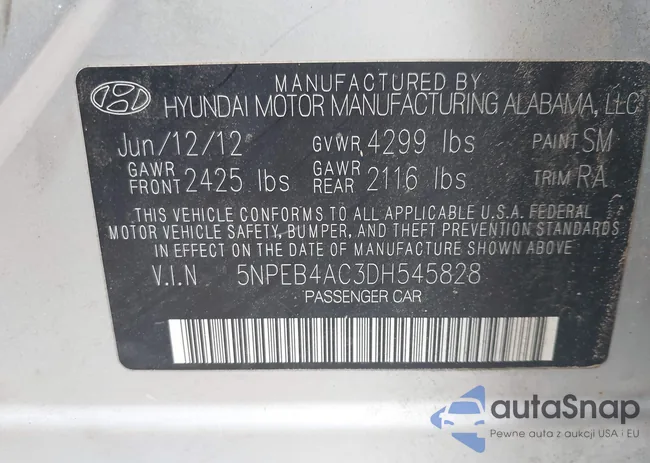 MANUFACTURED BY
HYUNDAI MOTOR MANUFACTURING ALABAMA, LLC
Jun/12/12 GVWR 4299 lbs PAINT SM
GAWR FRONT 2425 lbs GAWR REAR 2116 lbs TRIM RA
THIS VEHICLE CONFORMS TO ALL APPLICABLE U.S.A. FEDERAL
MOTOR VEHICLE SAFETY, BUMPER, AND THEFT PREVENTION STANDARDS
IN EFFECT ON THE DATE OF MANUFACTURE SHOWN ABOVE
V.I.N 5NPEB4AC3DH545828
PASSENGER CAR
autaSnap
Pewne auta z aukcji USA i EU